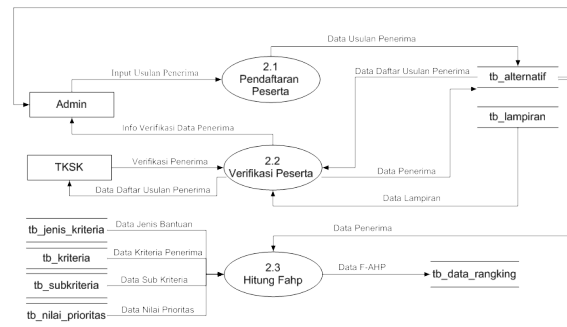 Data Usulan Penerima
2.1
Pendaftaran
Peserta
Input Usulan Penerima
Data Daftar Usulan Penerima
tb_alternatif
Admin
tb_lampiran
Info Verifikasi Data Penerima
TKSK
Verifikasi Penerima
2.2
Verifikasi Peserta
Data Penerima
Data Daftar Usulan Penerima
Data Lampiran
tb_jenis_kriteria
Data Jenis Bantuan
Data Penerima
tb_kriteria
Data Kriteria Penerima
2.3
Hitung Fahp
Data F-AHP
tb_data_rangking
tb_subkriteria
Data Sub Kriteria
tb_nilai_prioritas
Data Nilai Prioritas